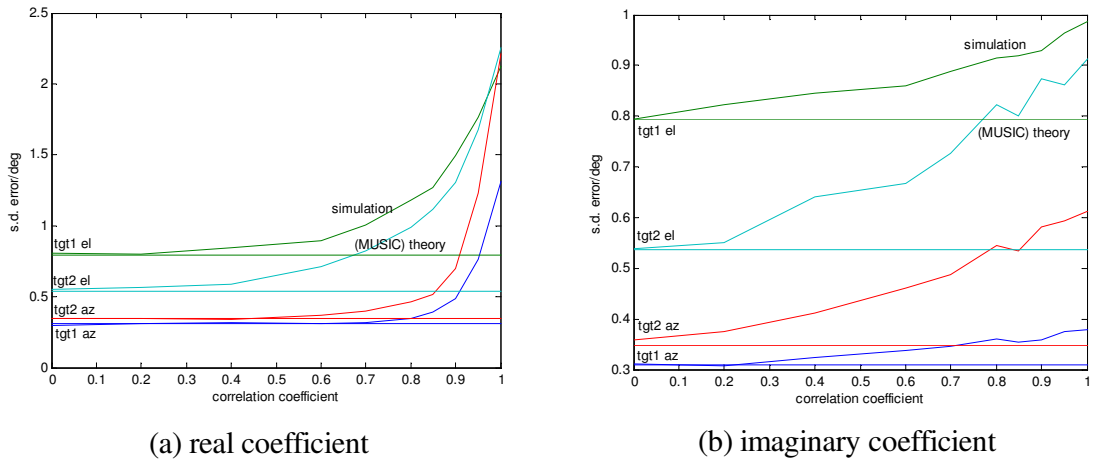 2.5
2
1.5
1
0.5
0
s.d. error/deg
simulation
(MUSIC) theory
tgt1 el
tgt2 el
tgt2 az
tgt1 az
0 0.1 0.2 0.3 0.4 0.5 0.6 0.7 0.8 0.9 1
correlation coefficient
(a) real coefficient
1
0.9
0.8
0.7
0.6
0.5
0.4
0.3
s.d. error/deg
simulation
tgt1 el
(MUSIC) theory
tgt2 el
tgt2 az
tgt1 az
0 0.1 0.2 0.3 0.4 0.5 0.6 0.7 0.8 0.9 1
correlation coefficient
(b) imaginary coefficient